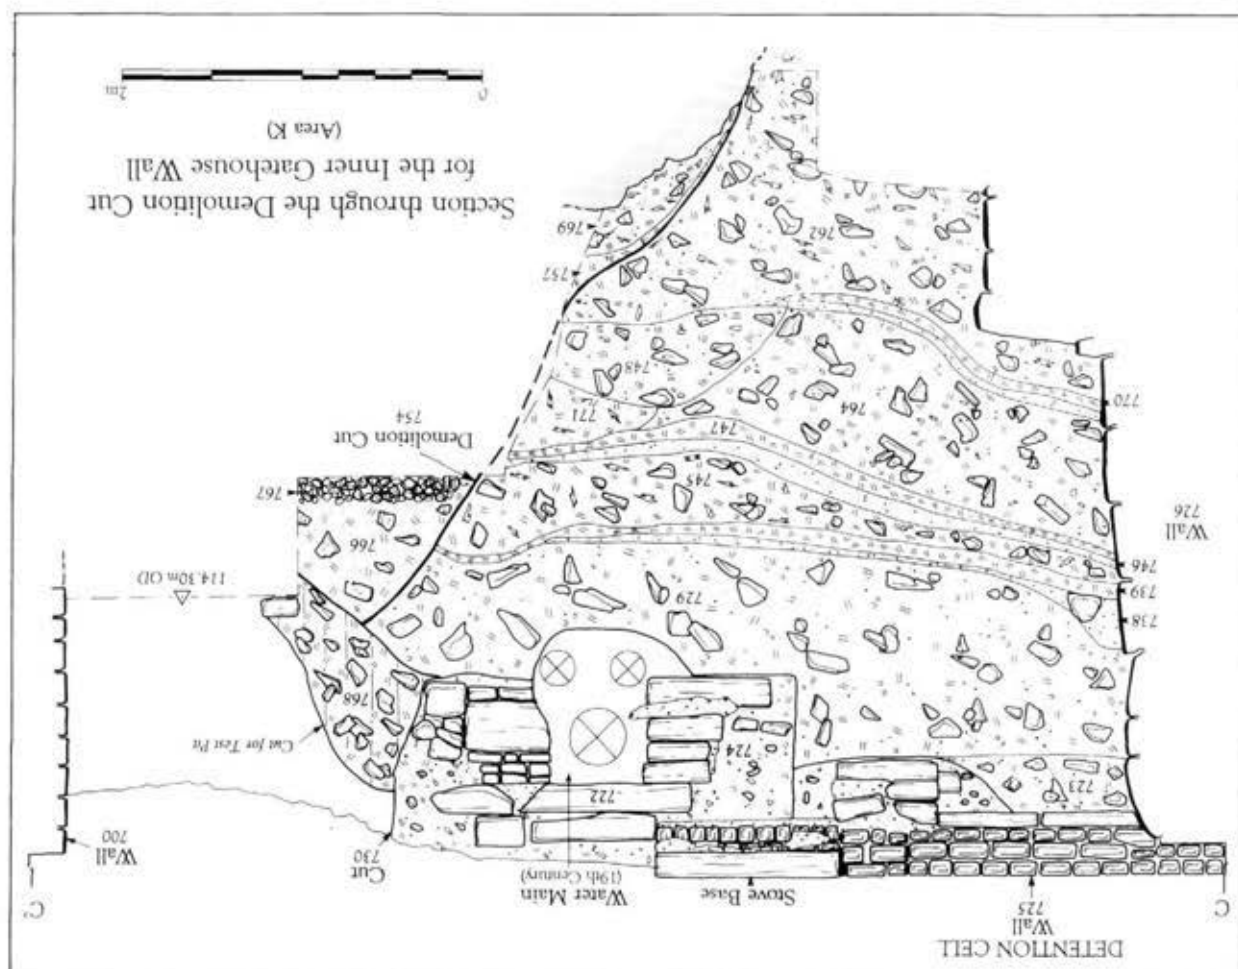 DETENTION CELL
C
Wall
725
Stove Base
Water Main
(19th Century)
Cut
730
Wall
700
C'
723
722
724
Cut for Test Pit
768
738
739
746
729
114.30m OD
Wall
726
766
745
767
Demolition Cut
754
747
771
764
770
748
757
762
769
Section through the Demolition Cut
for the Inner Gatehouse Wall
(Area K)
0
2m